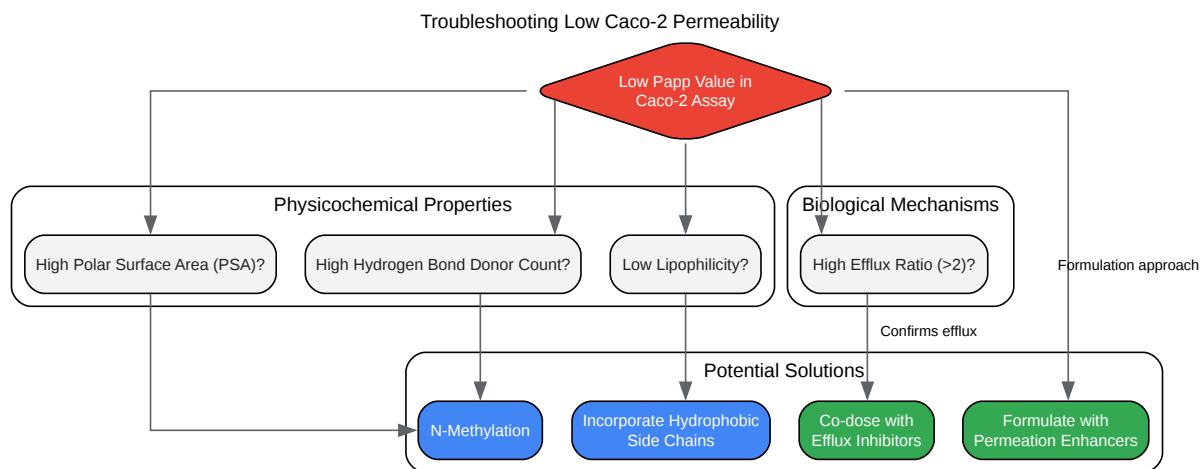 Troubleshooting Low Caco-2 Permeability
Low Papp Value in
Caco-2 Assay
Physicochemical Properties
Biological Mechanisms
High Polar Surface Area (PSA)?
High Hydrogen Bond Donor Count?
Low Lipophilicity?
High Efflux Ratio (>2)?
Formulation approach
Confirms efflux
Potential Solutions
N-Methylation
Incorporate Hydrophobic
Side Chains
Co-dose with
Efflux Inhibitors
Formulate with
Permeation Enhancers